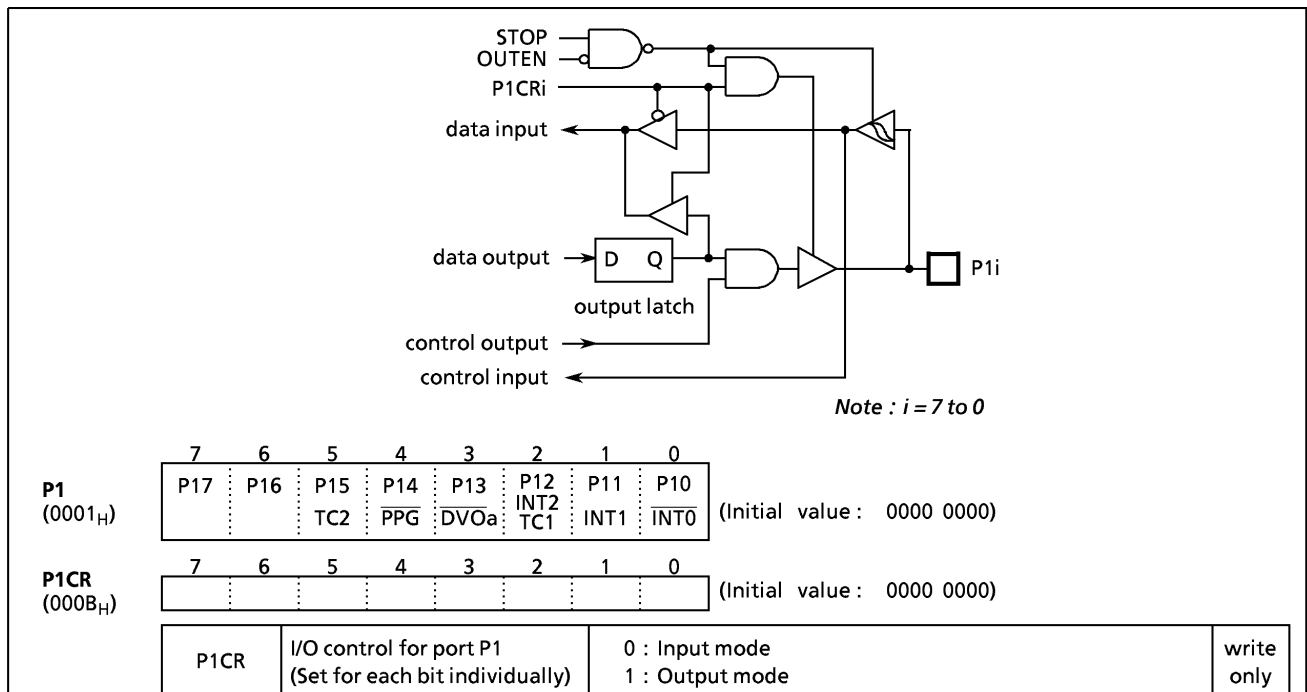 STOP
OUTEN
P1CRi
data input
data output
D Q
P1i
output latch
control output
control input
Note : i = 7 to 0
7 6 5 4 3 2 1 0
P1
(0001H)
P17 P16 P15 P14 P13 P12 P11 P10
TC2 PPG DVOa INT2 TC1 INT1 INT0
(Initial value : 0000 0000)
7 6 5 4 3 2 1 0
P1CR
(000BH)
(Initial value : 0000 0000)
P1CR
I/O control for port P1
(Set for each bit individually)
0 : Input mode
1 : Output mode
write
only